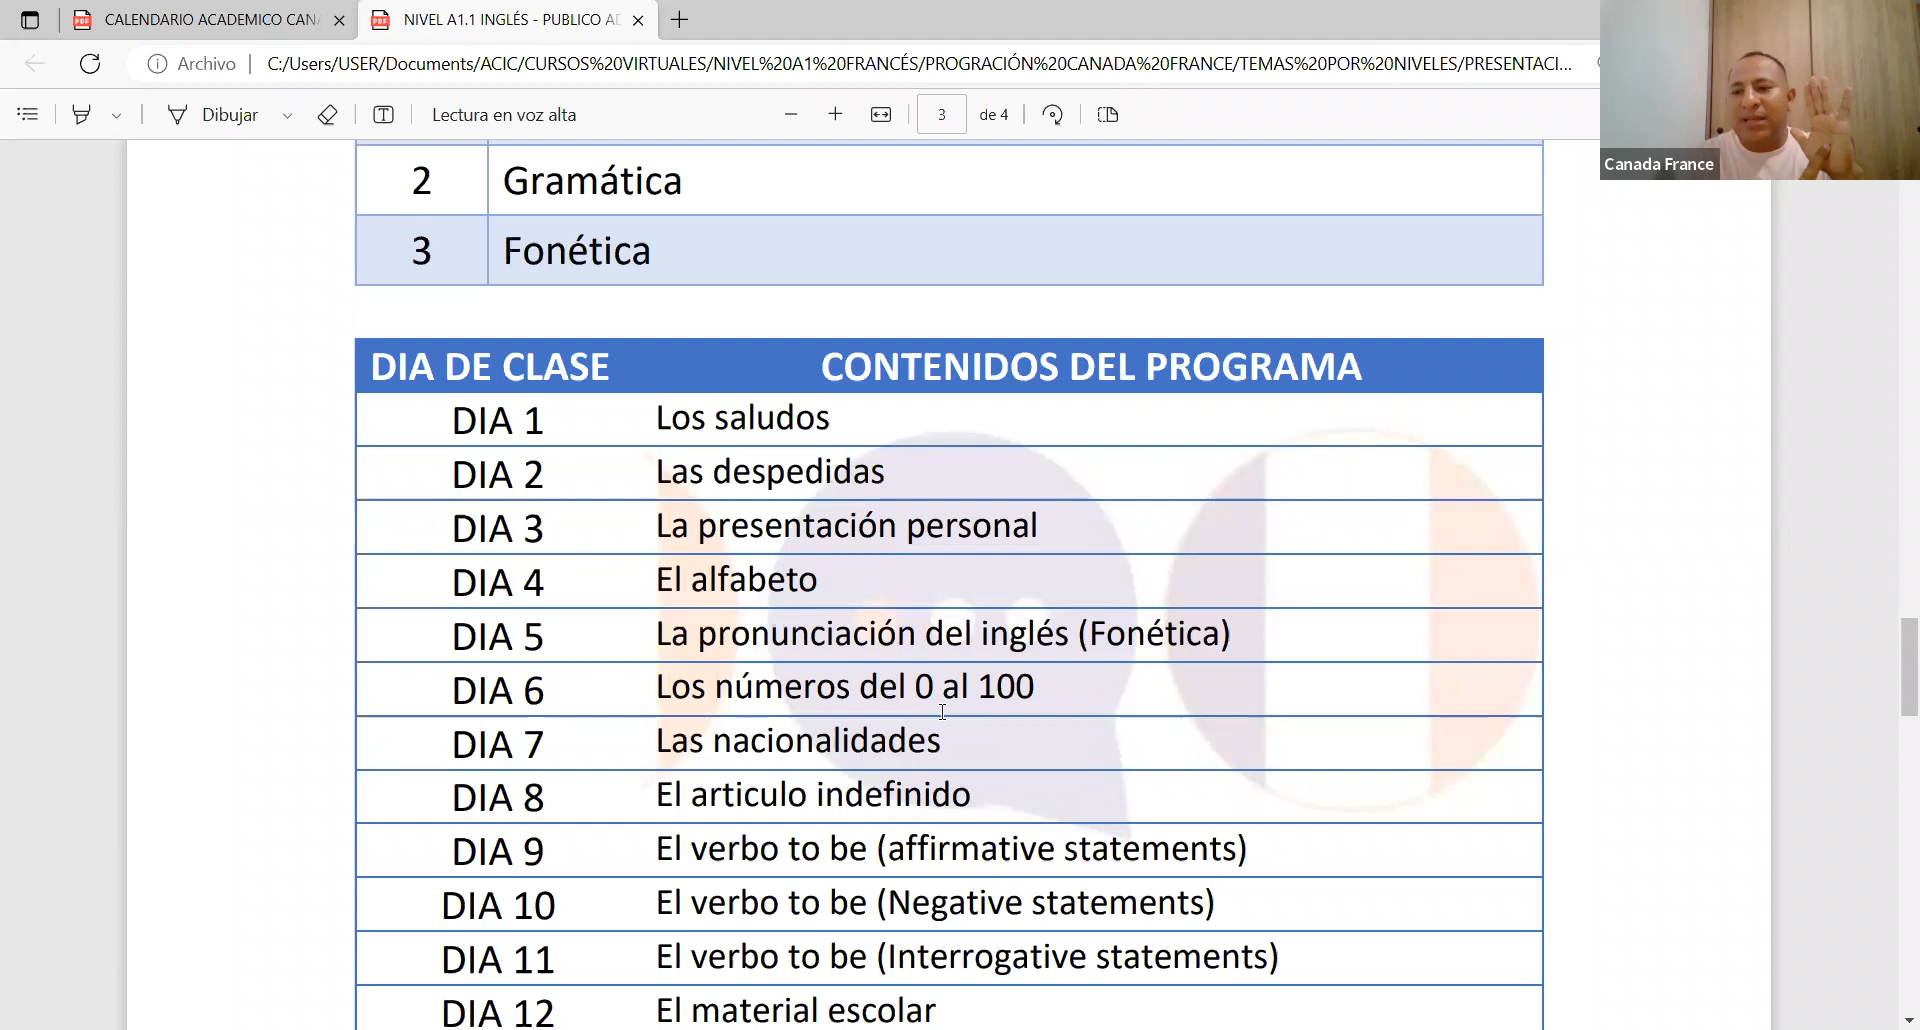 CALENDARIO ACADEMICO CAN
NIVEL A1.1 INGLÉS - PUBLICO AD
Archivo
C:/Users/USER/Documents/ACIC/CURSOS%20VIRTUALES/NIVEL%20A1%20FRANCÉS/PROGRACIÓN%20CANADA%20FRANCE/TEMAS%20POR%20NIVELES/PRESENTACI...
Dibujar
Lectura en voz alta
3 de 4
Canada France
2 Gramática
3 Fonética
DIA DE CLASE CONTENIDOS DEL PROGRAMA
DIA 1 Los saludos
DIA 2 Las despedidas
DIA 3 La presentación personal
DIA 4 El alfabeto
DIA 5 La pronunciación del inglés (Fonética)
DIA 6 Los números del 0 al 100
DIA 7 Las nacionalidades
DIA 8 El articulo indefinido
DIA 9 El verbo to be (affirmative statements)
DIA 10 El verbo to be (Negative statements)
DIA 11 El verbo to be (Interrogative statements)
DIA 12 El material escolar